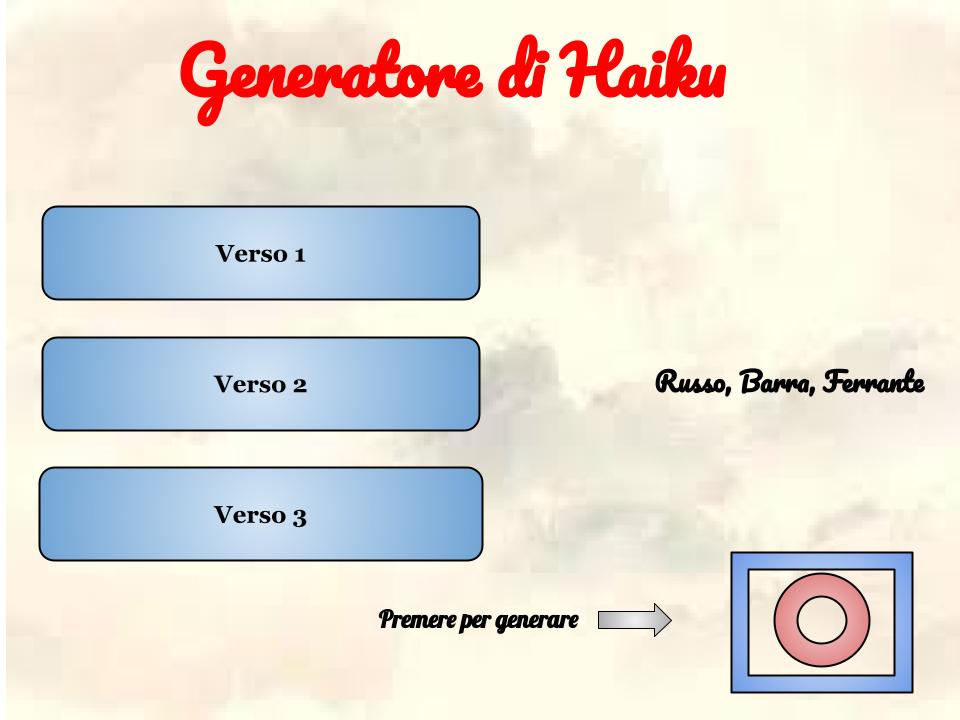 Generatore di Haiku
Verso 1
Verso 2
Russo, Barra, Ferrante
Verso 3
Premere per generare